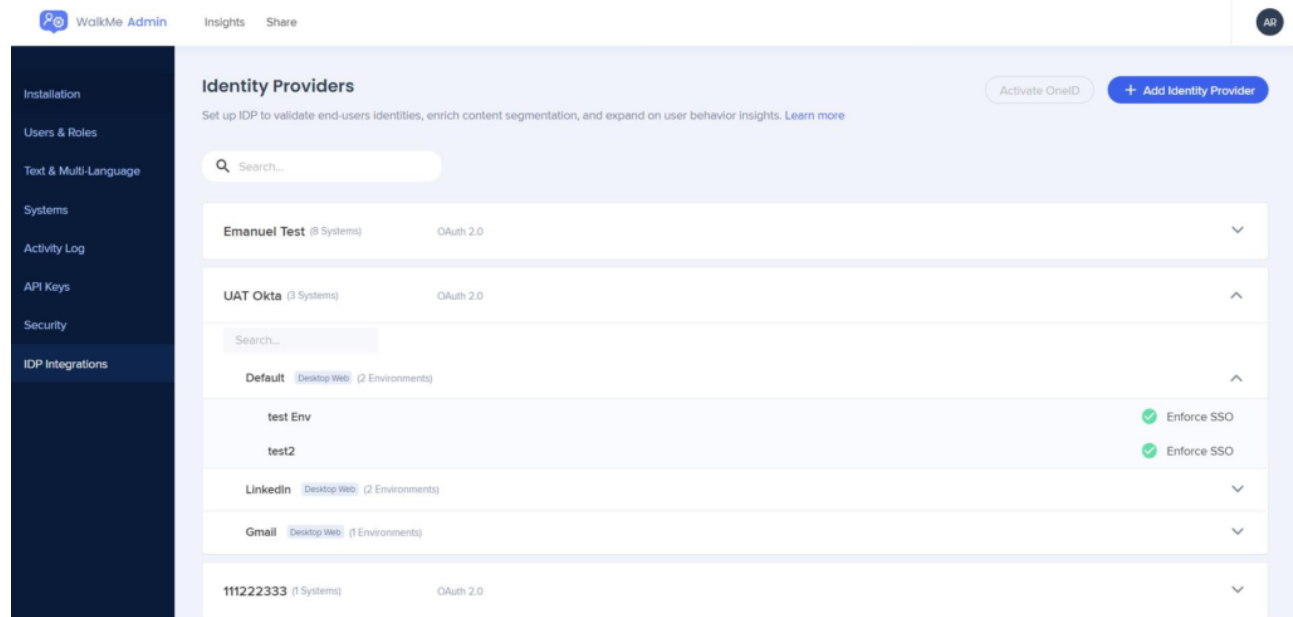 WalkMe Admin Insights Share AR
Installation
Users & Roles
Text & Multi-Language
Systems
Activity Log
API Keys
Security
IDP Integrations
Identity Providers
Activate OneID + Add Identity Provider
Set up IDP to validate end-users identities, enrich content segmentation, and expand on user behavior insights. Learn more
Search...
Emanuel Test (8 Systems) OAuth 2.0
UAT Okta (3 Systems) OAuth 2.0
Search...
Default Desktop Web (2 Environments)
test Env Enforce SSO
test2 Enforce SSO
LinkedIn Desktop Web (2 Environments)
Gmail Desktop Web (1 Environments)
111222333 (1 Systems) OAuth 2.0